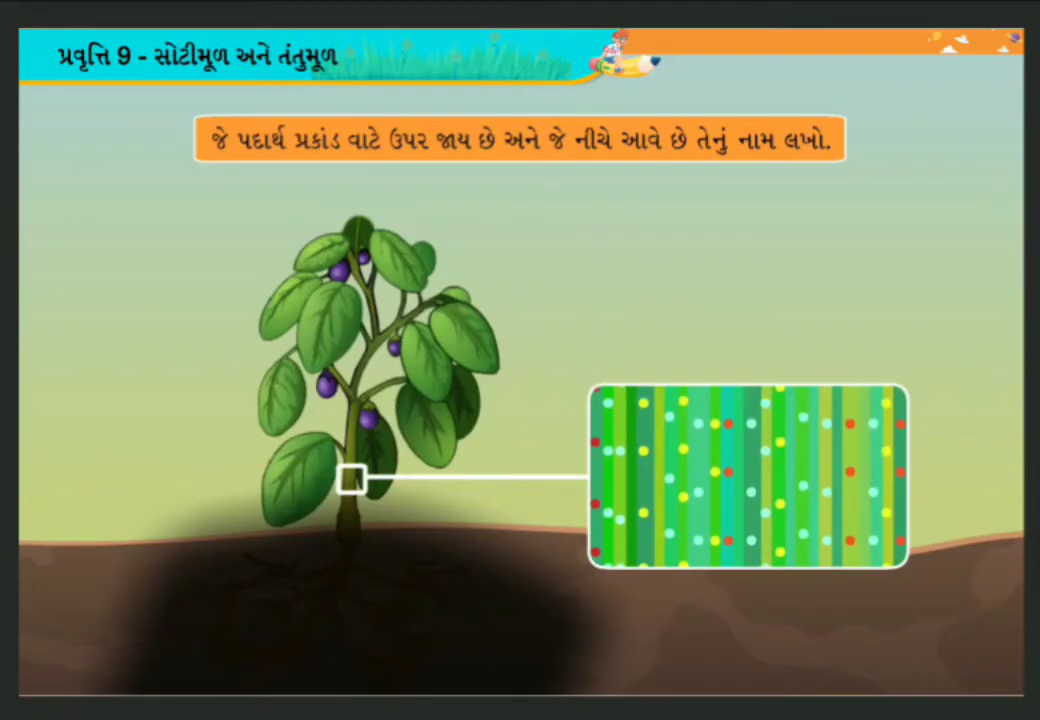 પ્રવૃત્તિ 9 - સોટીમૂળ અને તંતુમૂળ
જે પદાર્થ પ્રકાંડ વાટે ઉપર જાય છે અને જે નીચે આવે છે તેનું નામ લખો.